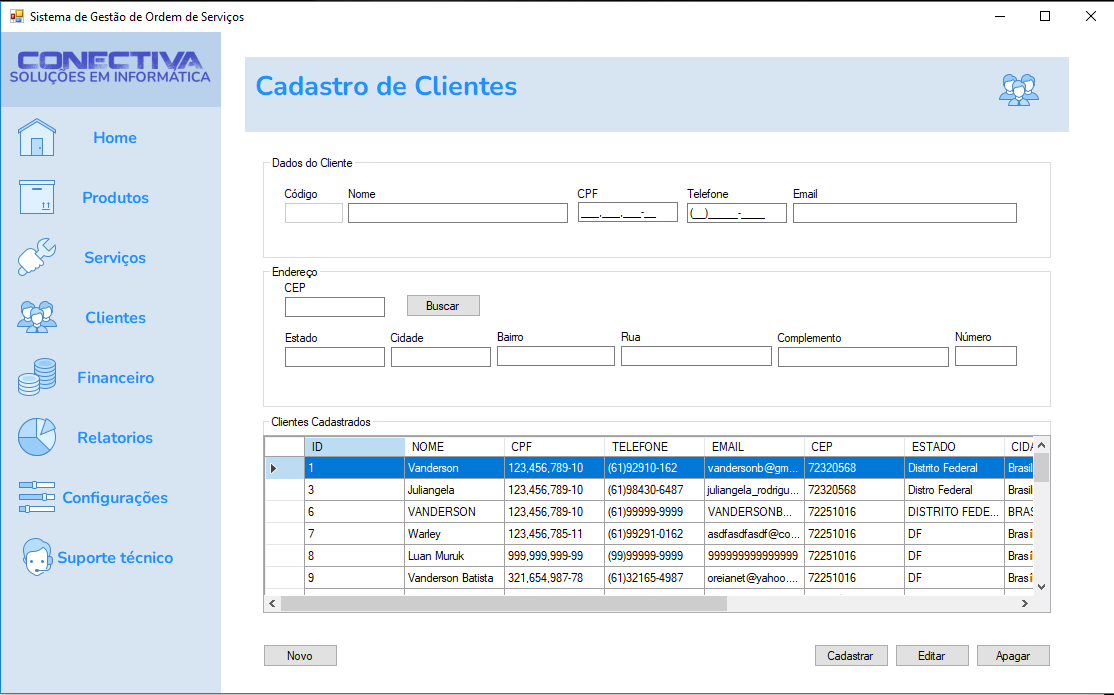 Sistema de Gestão de Ordem de Serviços
CONECTIVA
SOLUÇÕES EM INFORMÁTICA
Home
Produtos
Serviços
Clientes
Financeiro
Relatorios
Configurações
Suporte técnico
Cadastro de Clientes
Dados do Cliente
Código Nome CPF Telefone Email
___.___.___-__ (__)_____-____
Endereço
CEP
Buscar
Estado Cidade Bairro Rua Complemento Número
Clientes Cadastrados
ID NOME CPF TELEFONE EMAIL CEP ESTADO CIDA
1 Vanderson 123,456,789-10 (61)92910-162 vandersonb@gm... 72320568 Distrito Federal Brasil
3 Juliangela 123,456,789-10 (61)98430-6487 juliangela_rodrigu... 72320568 Distro Federal Brasil
6 VANDERSON 123,456,789-10 (61)99999-9999 VANDERSONB... 72251016 DISTRITO FEDE... BRAS
7 Warley 123,456,785-11 (61)99291-0162 asdfasdfasdf@co... 72251016 DF Brasí
8 Luan Muruk 999,999,999-99 (99)99999-9999 999999999999999 72251016 DF Brasí
9 Vanderson Batista 321,654,987-78 (61)32165-4987 oreianet@yahoo.... 72251016 DF Brasí
Novo Cadastrar Editar Apagar